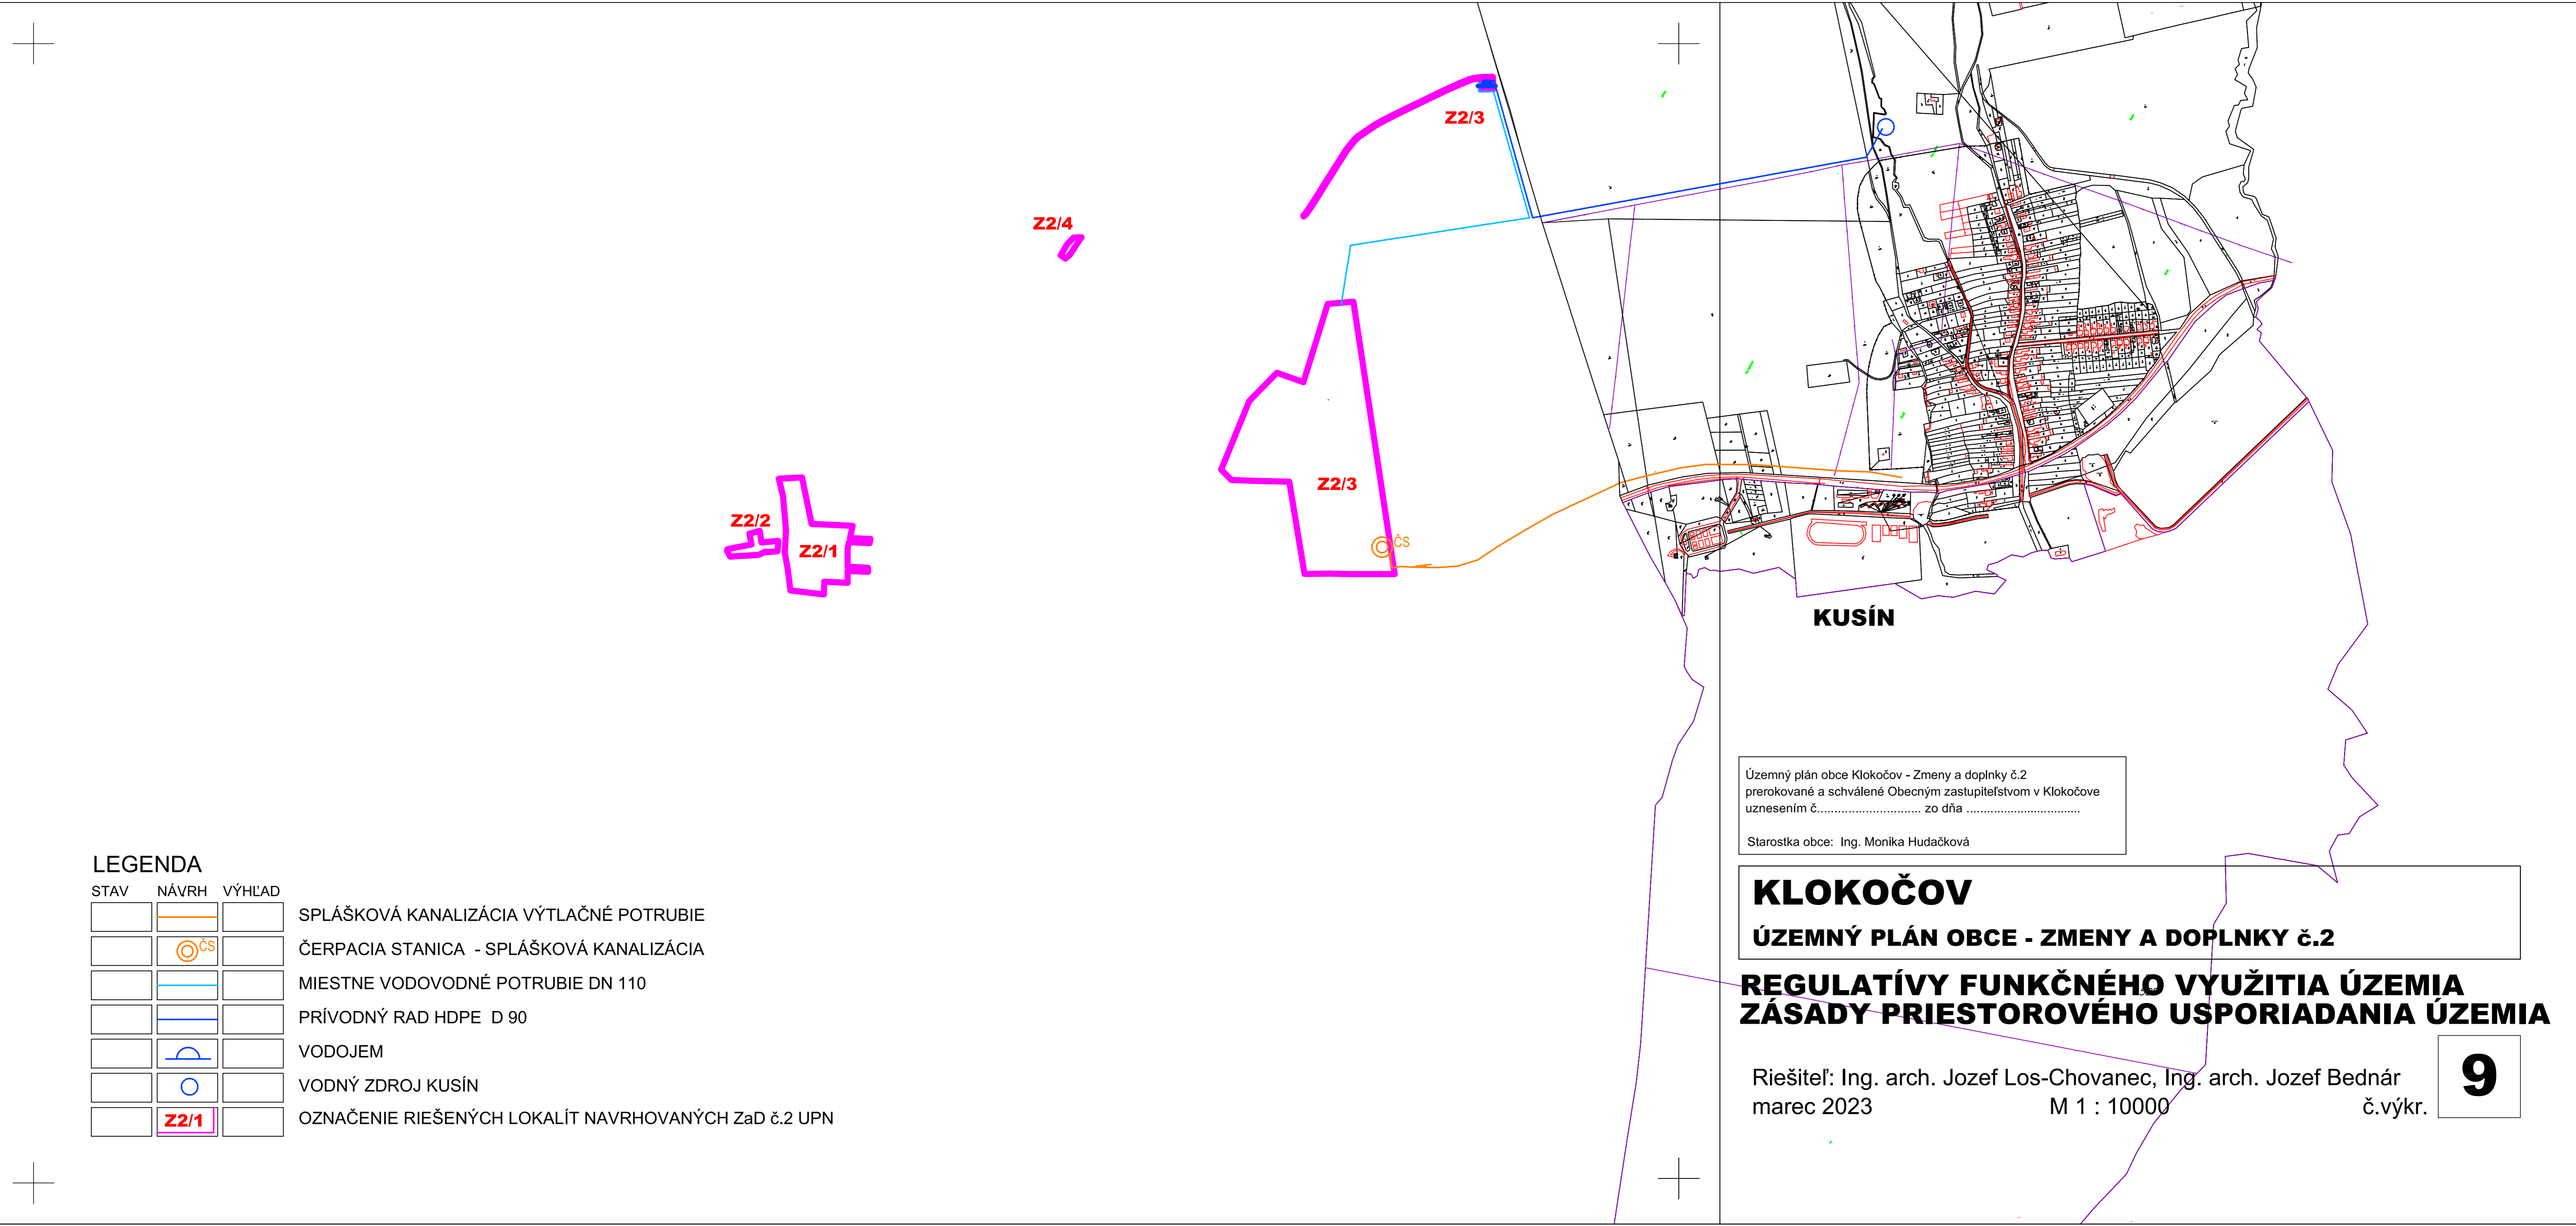 Z2/3
Z2/4
Z2/3
ČS
Z2/2
Z2/1
KUSÍN
Územný plán obce Klokočov - Zmeny a doplnky č.2
prerokované a schválené Obecným zastupiteľstvom v Klokočove
uznesením č.............................. zo dňa .................................
Starostka obce: Ing. Monika Hudačková
KLOKOČOV
ÚZEMNÝ PLÁN OBCE - ZMENY A DOPLNKY č.2
REGULATÍVY FUNKČNÉHO VYUŽITIA ÚZEMIA
ZÁSADY PRIESTOROVÉHO USPORIADANIA ÚZEMIA
Riešiteľ: Ing. arch. Jozef Los-Chovanec, Ing. arch. Jozef Bednár
marec 2023 M 1 : 10000 č.výkr.
9
LEGENDA
STAV NÁVRH VÝHĽAD
SPLÁŠKOVÁ KANALIZÁCIA VÝTLAČNÉ POTRUBIE
ČS ČERPACIA STANICA - SPLÁŠKOVÁ KANALIZÁCIA
MIESTNE VODOVODNÉ POTRUBIE DN 110
PRÍVODNÝ RAD HDPE D 90
VODOJEM
VODNÝ ZDROJ KUSÍN
Z2/1 OZNAČENIE RIEŠENÝCH LOKALÍT NAVRHOVANÝCH ZaD č.2 UPN